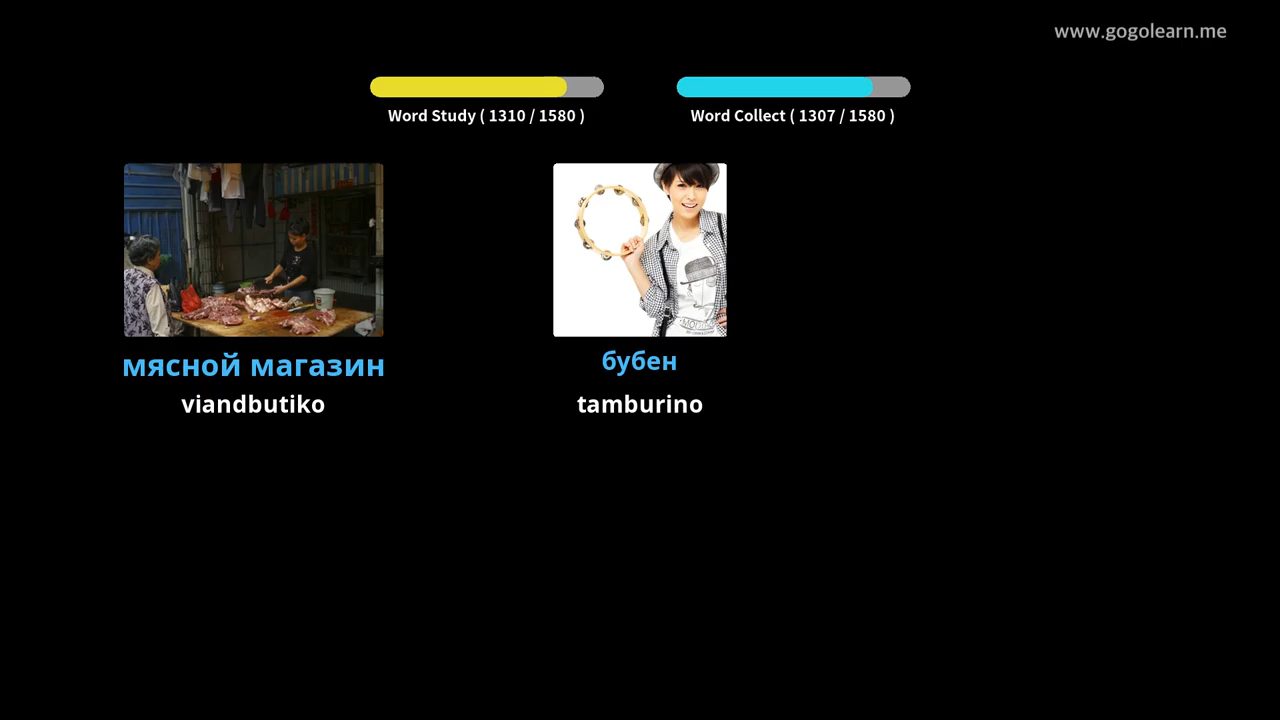 www.gogolearn.me
Word Study ( 1310 / 1580 )
Word Collect ( 1307 / 1580 )
мясной магазин
viandbutiko
бубен
tamburino